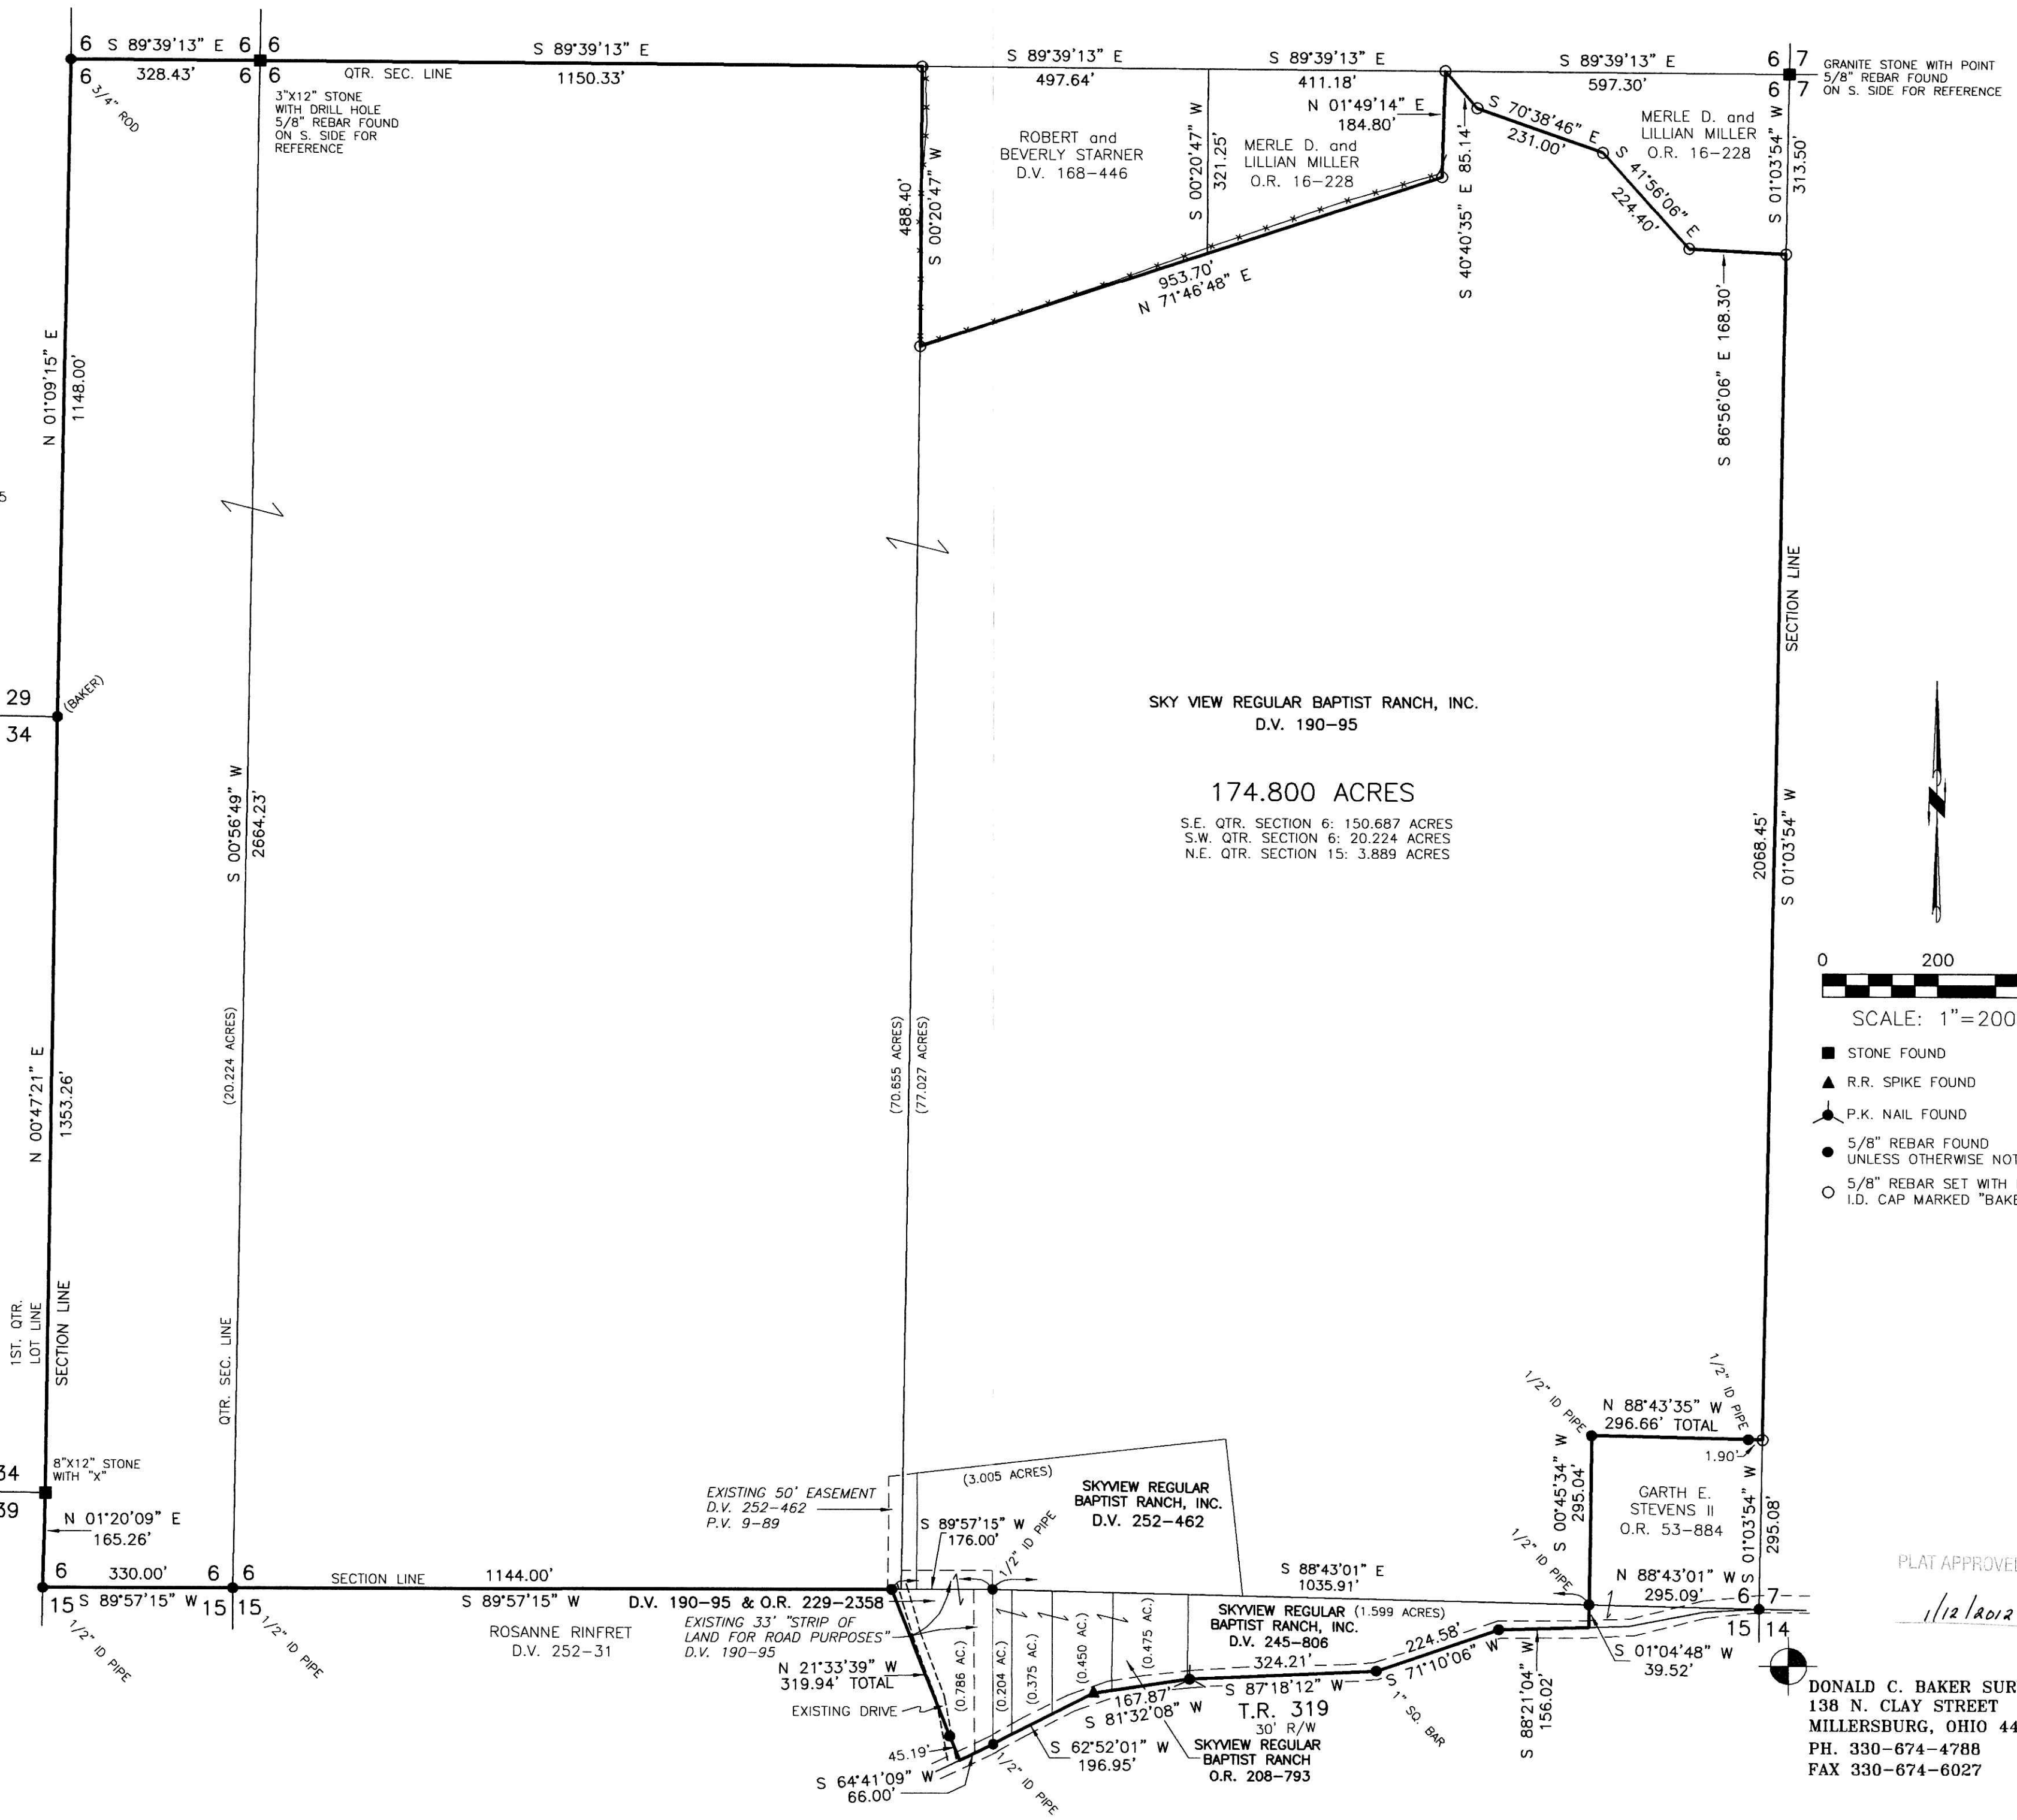 6 S 89°39'13" E 6 6
S 89°39'13" E
S 89°39'13" E
S 89°39'13" E
S 89°39'13" E
6 7
6 328.43' 6 6
QTR. SEC. LINE
1150.33'
497.64'
411.18'
597.30'
6 7
GRANITE STONE WITH POINT
5/8" REBAR FOUND
ON S. SIDE FOR REFERENCE
3/4" ROD
3"X12" STONE
WITH DRILL HOLE
5/8" REBAR FOUND
ON S. SIDE FOR
REFERENCE
N 01°49'14" E
184.80'
S 70°38'46" E
231.00'
MERLE D. and
LILLIAN MILLER
O.R. 16-228
ROBERT and
BEVERLY STARNER
D.V. 168-446
S 00°20'47" W
321.25'
MERLE D. and
LILLIAN MILLER
O.R. 16-228
S 40°40'35" E 85.14'
S 41°56'06" E
224.40'
S 01°03'54" W
313.50'
488.40'
S 00°20'47" W
953.70'
N 71°46'48" E
S 86°56'06" E 168.30'
N 01°09'15" E
1148.00'
5
SECTION LINE
29
34
(BAKER)
SKY VIEW REGULAR BAPTIST RANCH, INC.
D.V. 190-95
174.800 ACRES
S.E. QTR. SECTION 6: 150.687 ACRES
S.W. QTR. SECTION 6: 20.224 ACRES
N.E. QTR. SECTION 15: 3.889 ACRES
S 00°56'49" W
2664.23'
2068.45'
S 01°03'54" W
0 200
SCALE: 1"=200
STONE FOUND
R.R. SPIKE FOUND
P.K. NAIL FOUND
5/8" REBAR FOUND
UNLESS OTHERWISE NOT
5/8" REBAR SET WITH
I.D. CAP MARKED "BAKE
(20.224 ACRES)
(70.655 ACRES)
(77.027 ACRES)
N 00°47'21" E
1353.26'
1ST. QTR.
LOT LINE
SECTION LINE
QTR. SEC. LINE
34
39
8"X12" STONE
WITH "X"
N 01°20'09" E
165.26'
1/2" ID PIPE
1/2" ID PIPE
N 88°43'35" W
296.66' TOTAL
1.90'
S 00°45'34" W
295.04'
GARTH E.
STEVENS II
O.R. 53-884
S 01°03'54" W
295.08'
(3.005 ACRES)
SKYVIEW REGULAR
BAPTIST RANCH, INC.
D.V. 252-462
EXISTING 50' EASEMENT
D.V. 252-462
P.V. 9-89
S 89°57'15" W
176.00'
1/2" ID PIPE
1/2" ID PIPE
S 88°43'01" E
1035.91'
N 88°43'01" W
295.09'
6 7
15 14
6 330.00' 6 6
SECTION LINE
1144.00'
15 S 89°57'15" W 15 15
S 89°57'15" W
1/2" ID PIPE
1/2" ID PIPE
D.V. 190-95 & O.R. 229-2358
ROSANNE RINFRET
D.V. 252-31
EXISTING 33' "STRIP OF
LAND FOR ROAD PURPOSES"
D.V. 190-95
N 21°33'39" W
319.94' TOTAL
EXISTING DRIVE
(0.786 AC.)
(0.204 AC.)
(0.375 AC.)
(0.450 AC.)
(0.475 AC.)
SKYVIEW REGULAR (1.599 ACRES)
BAPTIST RANCH, INC.
D.V. 245-806
324.21'
S 87°18'12" W
224.58'
S 71°10'06" W
S 88°21'04" W
156.02'
S 01°04'48" W
39.52'
167.87'
S 81°32'08" W
T.R. 319
30' R/W
1" SQ. BAR
SKYVIEW REGULAR
BAPTIST RANCH
O.R. 208-793
S 62°52'01" W
196.95'
45.19'
S 64°41'09" W
66.00'
1/2" ID PIPE
PLAT APPROVE
1/12/2012
DONALD C. BAKER SUR
138 N. CLAY STREET
MILLERSBURG, OHIO 44
PH. 330-674-4788
FAX 330-674-6027